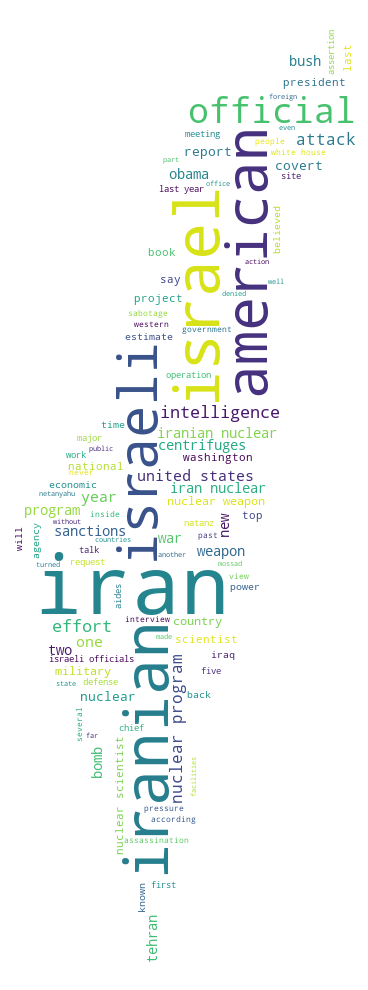 assertion
last
bush
president
foreign
official
even
meeting
attack
people
american
report
white house
part
covert
obama
site
office
last year
israel
believed
book
action
say
well
project
denied
sabotage
western
government
estimate
israeli
operation
intelligence
time
iranian nuclear
major
centrifuges
public
work
washington
national
never
united states
economic
iran nuclear
netanyahu
year
inside
nuclear weapon
program
without
natanz
new
top
will
agency
sanctions
past
countries
war
talk
another
weapon
mossad
turned
request
view
iran
aides
power
interview
effort
country
made
one
scientist
two
israeli officials
iraq
military
iranian
nuclear program
five
state
defense
nuclear
back
several
chief
far
bomb
nuclear scientist
facilities
pressure
according
assassination
known
first
tehran